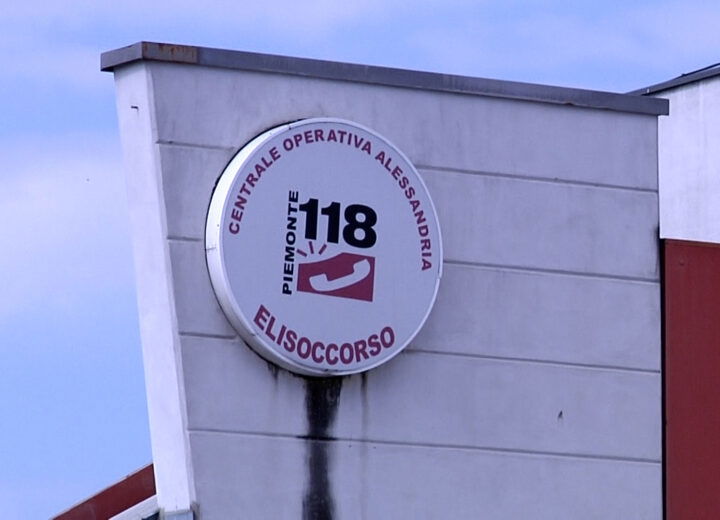 CENTRALE OPERATIVA ALESSANDRIA
PIEMONTE
118
ELISOCCORSO